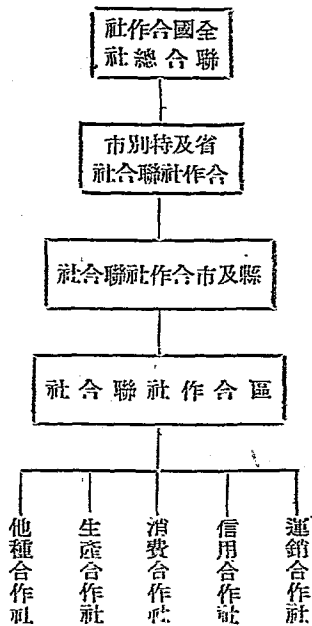 全國合作社
聯合總社
省及特別市
合作社聯合社
縣及市合作社聯合社
區合作社聯合社
運銷合作社
信用合作社
消費合作社
生產合作社
他種合作社